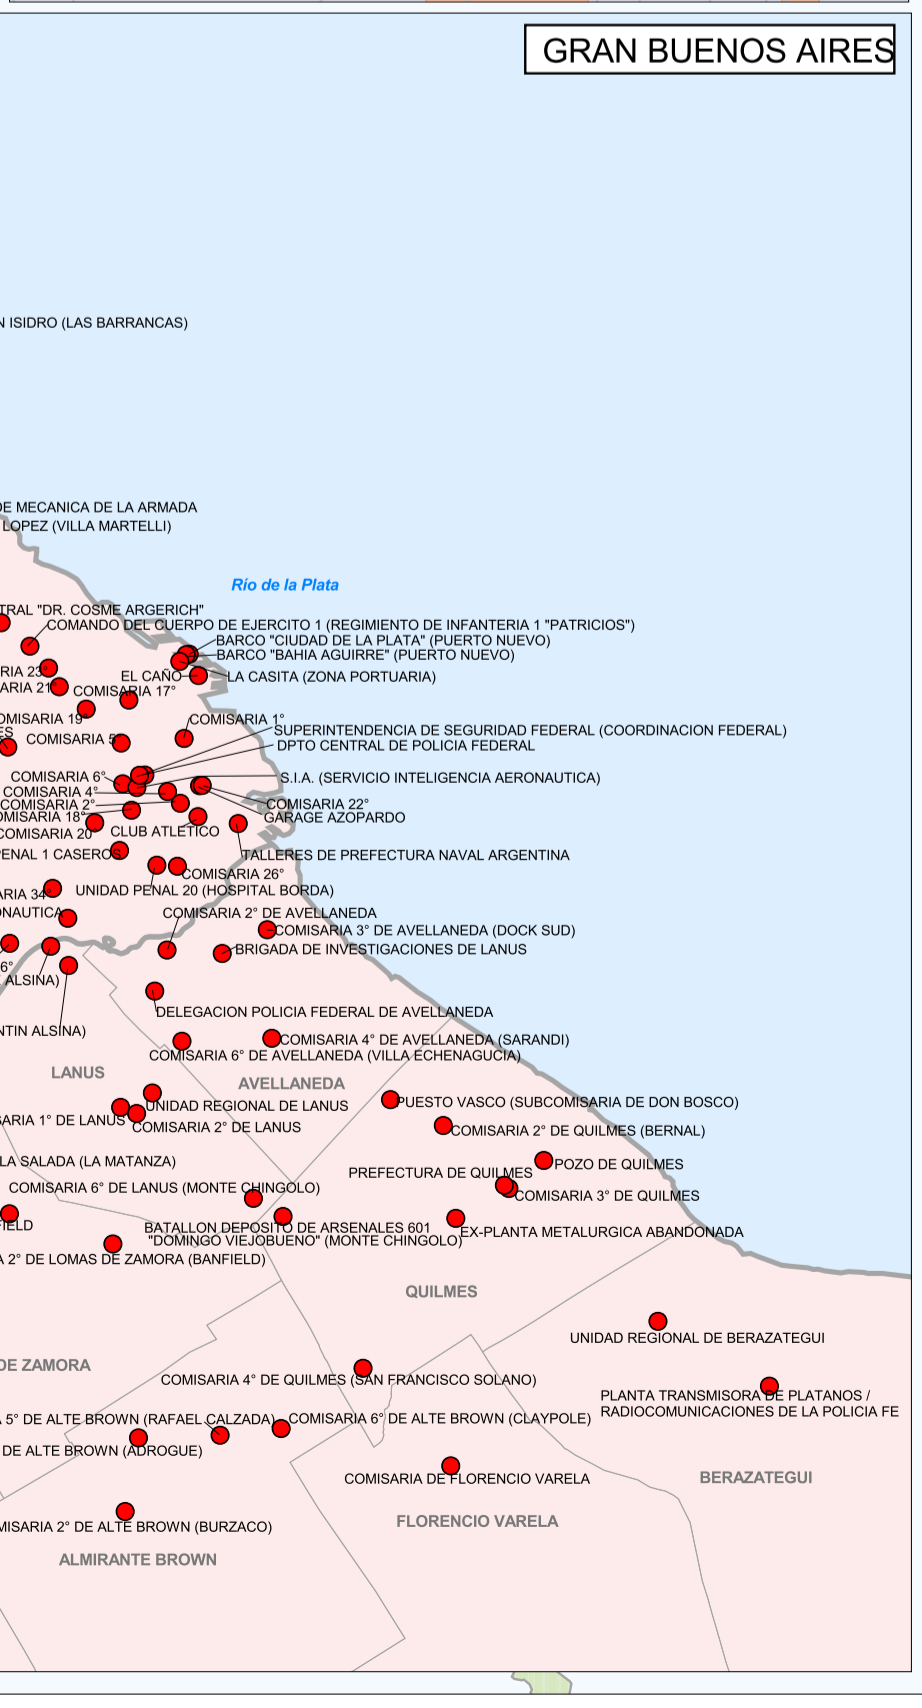 GRAN BUENOS AIRES
N ISIDRO (LAS BARRANCAS)
DE MECANICA DE LA ARMADA
LOPEZ (VILLA MARTELLI)
Río de la Plata
TRAL "DR. COSME ARGERICH"
COMANDO DEL CUERPO DE EJERCITO 1 (REGIMIENTO DE INFANTERIA 1 "PATRICIOS")
BARCO "CIUDAD DE LA PLATA" (PUERTO NUEVO)
BARCO "BAHIA AGUIRRE" (PUERTO NUEVO)
RIA 23°
EL CAÑO
LA CASITA (ZONA PORTUARIA)
ARIA 21°
COMISARIA 17°
OMISARIA 19°
COMISARIA 1°
ES
SUPERINTENDENCIA DE SEGURIDAD FEDERAL (COORDINACION FEDERAL)
COMISARIA 5°
DPTO CENTRAL DE POLICIA FEDERAL
COMISARIA 6°
S.I.A. (SERVICIO INTELIGENCIA AERONAUTICA)
COMISARIA 4°
COMISARIA 2°
COMISARIA 22°
OMISARIA 18°
GARAGE AZOPARDO
COMISARIA 20°
CLUB ATLETICO
PENAL 1 CASEROS
TALLERES DE PREFECTURA NAVAL ARGENTINA
COMISARIA 26°
ARIA 34°
UNIDAD PENAL 20 (HOSPITAL BORDA)
ONAUTICA
COMISARIA 2° DE AVELLANEDA
COMISARIA 3° DE AVELLANEDA (DOCK SUD)
BRIGADA DE INVESTIGACIONES DE LANUS
6°
ALSINA)
DELEGACION POLICIA FEDERAL DE AVELLANEDA
NTIN ALSINA)
COMISARIA 4° DE AVELLANEDA (SARANDI)
COMISARIA 6° DE AVELLANEDA (VILLA ECHENAGUCIA)
LANUS
AVELLANEDA
PUESTO VASCO (SUBCOMISARIA DE DON BOSCO)
UNIDAD REGIONAL DE LANUS
SARIA 1° DE LANUS
COMISARIA 2° DE LANUS
COMISARIA 2° DE QUILMES (BERNAL)
LA SALADA (LA MATANZA)
POZO DE QUILMES
PREFECTURA DE QUILMES
COMISARIA 6° DE LANUS (MONTE CHINGOLO)
COMISARIA 3° DE QUILMES
FIELD
BATALLON DEPOSITO DE ARSENALES 601
"DOMINGO VIEJOBUENO" (MONTE CHINGOLO)
EX-PLANTA METALURGICA ABANDONADA
A 2° DE LOMAS DE ZAMORA (BANFIELD)
QUILMES
UNIDAD REGIONAL DE BERAZATEGUI
DE ZAMORA
COMISARIA 4° DE QUILMES (SAN FRANCISCO SOLANO)
PLANTA TRANSMISORA DE PLATANOS /
RADIOCOMUNICACIONES DE LA POLICIA FE
A 5° DE ALTE BROWN (RAFAEL CALZADA)
COMISARIA 6° DE ALTE BROWN (CLAYPOLE)
DE ALTE BROWN (ADROGUE)
COMISARIA DE FLORENCIO VARELA
BERAZATEGUI
FLORENCIO VARELA
MISARIA 2° DE ALTE BROWN (BURZACO)
ALMIRANTE BROWN